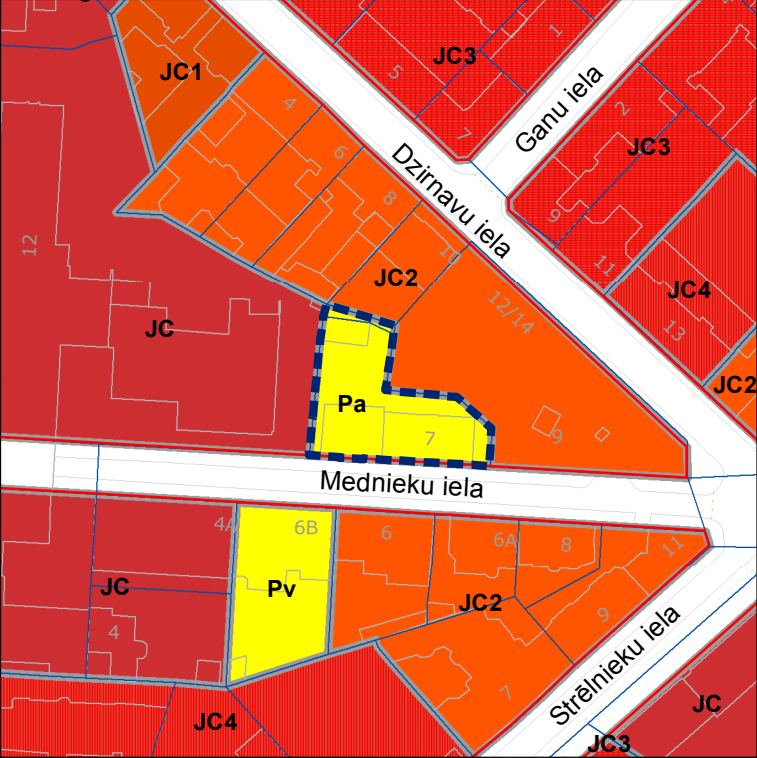 JC1
JC3
1
5
7
Ganu iela
2
JC3
9
11
4
6
8
10
Dzirnavu iela
12/14
12
JC
JC2
JC4
13
JC2
Pa
7
9
Mednieku iela
4A
6B
6
6A
8
11
JC
4
Pv
JC2
9
7
Strēlnieku iela
JC4
JC
JC3